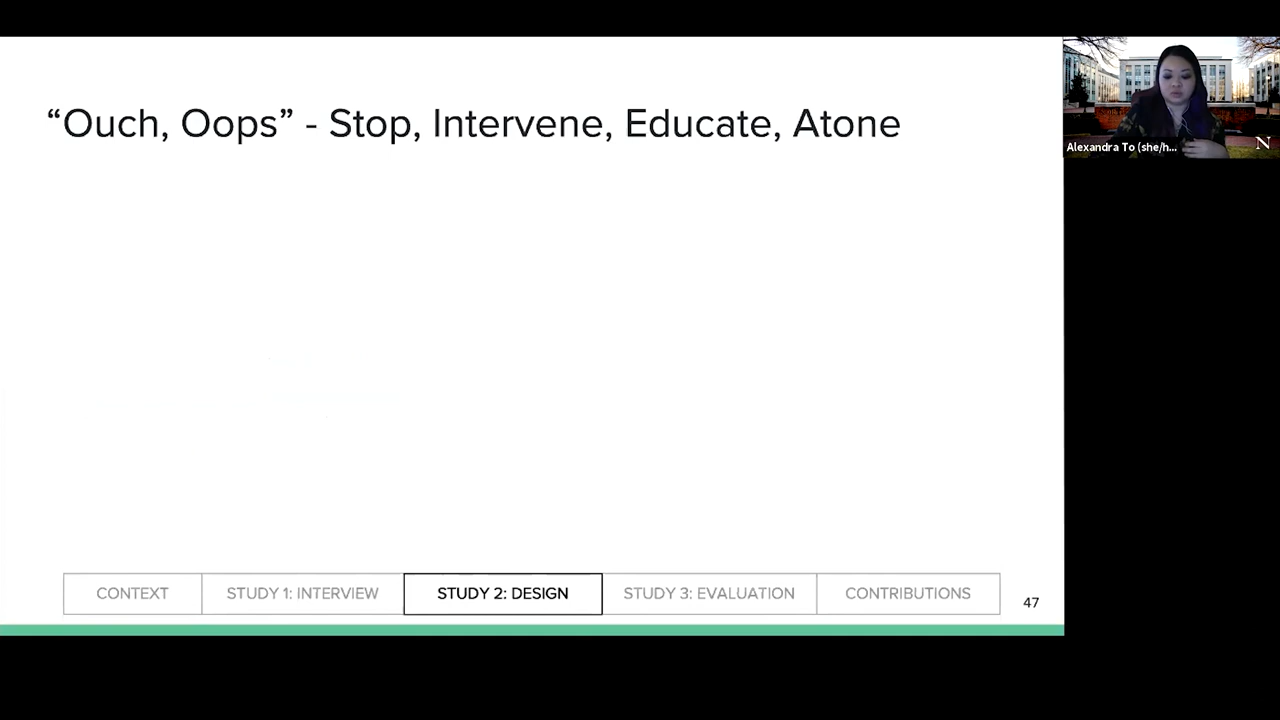 “Ouch, Oops” - Stop, Intervene, Educate, Atone
Alexandra To (she/h...
N
CONTEXT
STUDY 1: INTERVIEW
STUDY 2: DESIGN
STUDY 3: EVALUATION
CONTRIBUTIONS
47